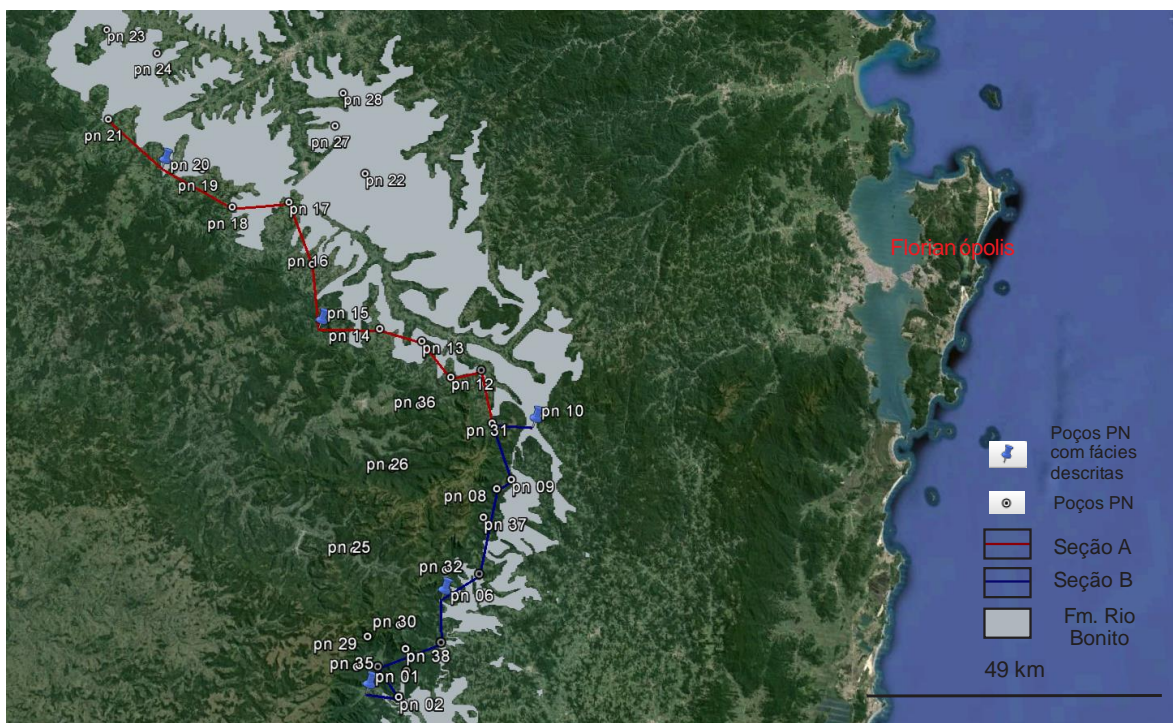 pn 23
pn 24
pn 28
pn 21
pn 27
pn 20
pn 19
pn 22
pn 18
pn 17
Florianópolis
pn 16
pn 15
pn 14
pn 13
pn 12
pn 36
pn 10
pn 31
Poços PN
com fácies
descritas
pn 26
pn 09
pn 08
Poços PN
pn 37
pn 25
Seção A
pn 32
Seção B
pn 06
pn 30
Fm. Rio
Bonito
pn 29
pn 38
pn 35
49 km
pn 01
pn 02